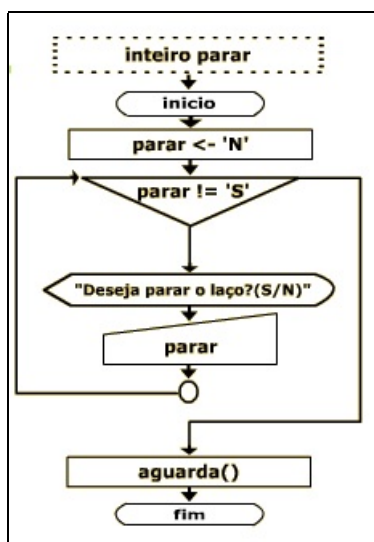 inteiro parar
inicio
parar <- 'N'
parar != 'S'
"Deseja parar o laço?(S/N)"
parar
aguarda()
fim